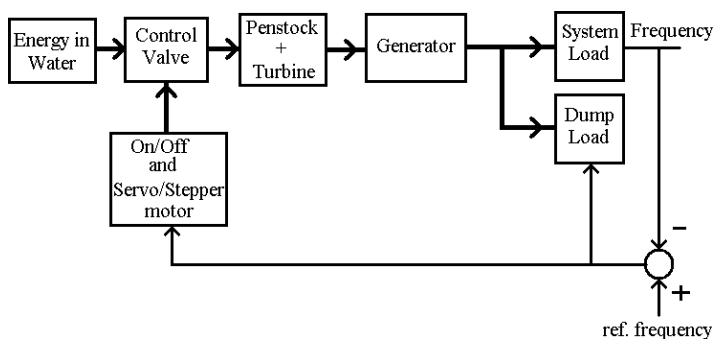 Energy in
Water
Control
Valve
Penstock
+
Turbine
Generator
System
Load
Frequency
Dump
Load
On/Off
and
Servo/Stepper
motor
−
+
ref. frequency